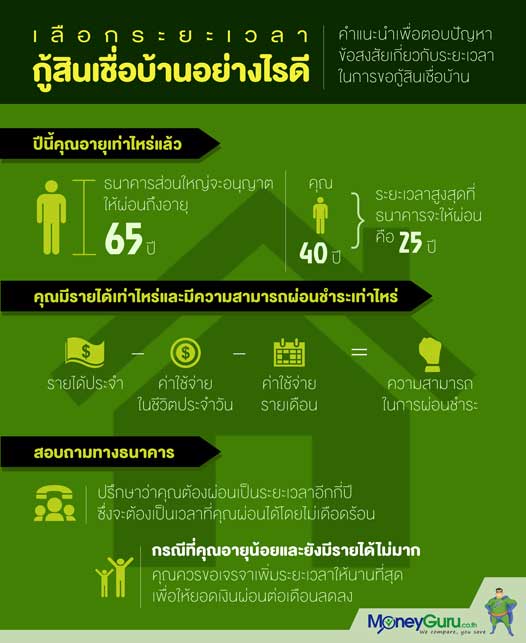 เลือกระยะเวลา
กู้สินเชื่อบ้านอย่างไรดี
คำแนะนำเพื่อตอบปัญหา
ข้อสงสัยเกี่ยวกับระยะเวลา
ในการขอกู้สินเชื่อบ้าน
ปีนี้คุณอายุเท่าไหร่แล้ว
ธนาคารส่วนใหญ่จะอนุญาต
ให้ผ่อนถึงอายุ
65 ปี
คุณ
40 ปี
ระยะเวลาสูงสุดที่
ธนาคารจะให้ผ่อน
คือ 25 ปี
คุณมีรายได้เท่าไหร่และมีความสามารถผ่อนชำระเท่าไหร่
$ – $ – =
รายได้ประจำ
ค่าใช้จ่าย
ในชีวิตประจำวัน
ค่าใช้จ่าย
รายเดือน
ความสามารถ
ในการผ่อนชำระ
สอบถามทางธนาคาร
ปรึกษาว่าคุณต้องผ่อนเป็นระยะเวลาอีกกี่ปี
ซึ่งจะต้องเป็นเวลาที่คุณผ่อนได้โดยไม่เดือดร้อน
กรณีที่คุณอายุน้อยและยังมีรายได้ไม่มาก
คุณควรขอเจรจาเพิ่มระยะเวลาให้นานที่สุด
เพื่อให้ยอดเงินผ่อนต่อเดือนลดลง
MoneyGuru.co.th
We compare, you save